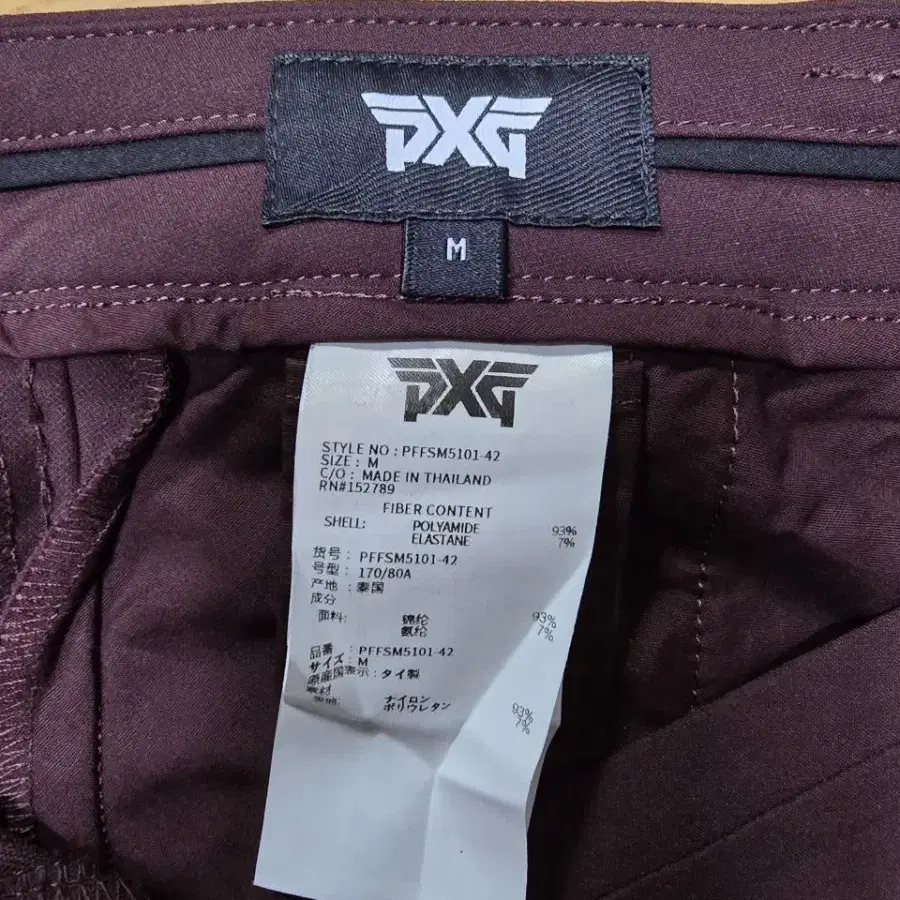 PXG
M
PXG
STYLE NO : PFFSM5101-42
SIZE : M
C/O : MADE IN THAILAND
RN#152789
FIBER CONTENT
SHELL: POLYAMIDE 93%
ELASTANE 7%
货号 : PFFSM5101-42
号型 : 170/80A
产地 : 泰国
成分
面料: 锦纶 93%
氨纶 7%
品番 : PFFSM5101-42
サイズ : M
原産国表示 : タイ製
素材
ナイロン 93%
ポリウレタン 7%